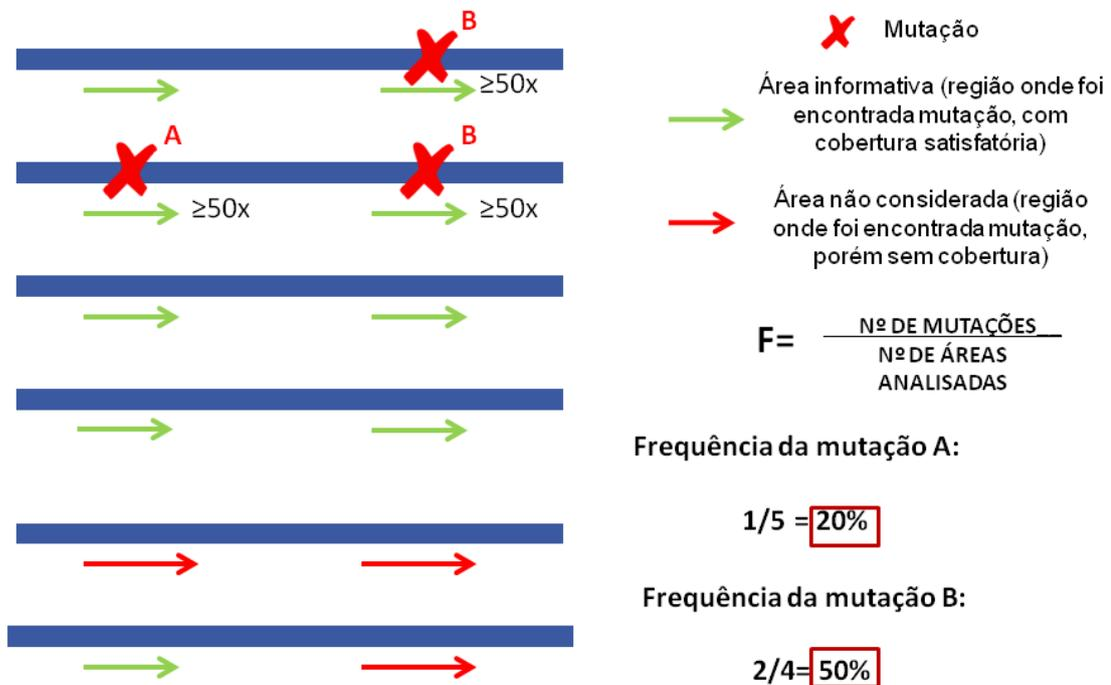 B
≥50x
A
B
≥50x
≥50x
Mutação
Área informativa (região onde foi
encontrada mutação, com
cobertura satisfatória)
Área não considerada (região
onde foi encontrada mutação,
porém sem cobertura)
F= Nº DE MUTAÇÕES__
Nº DE ÁREAS
ANALISADAS
Frequência da mutação A:
1/5 = 20%
Frequência da mutação B:
2/4= 50%